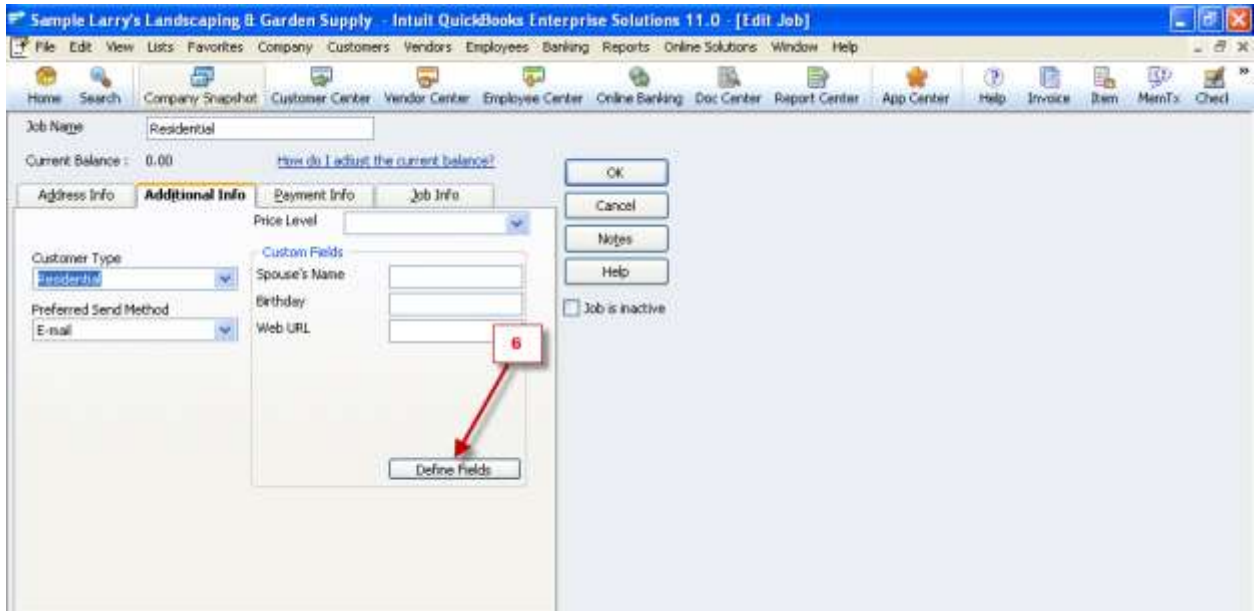 Sample Larry's Landscaping & Garden Supply - Intuit QuickBooks Enterprise Solutions 11.0 - [Edit Job]
File Edit View Lists Favorites Company Customers Vendors Employees Banking Reports Online Solutions Window Help
Home Search Company Snapshot Customer Center Vendor Center Employee Center Online Banking Doc Center Report Center App Center Help Invoice Item MemTx Checl
Job Name Residential
Current Balance : 0.00 How do I adjust the current balance?
OK
Address Info Additional Info Payment Info Job Info
Cancel
Price Level
Notes
Customer Type Custom Fields
Residential Spouse's Name
Help
Birthday
Job is inactive
Preferred Send Method
E-mail Web URL
6
Define Fields